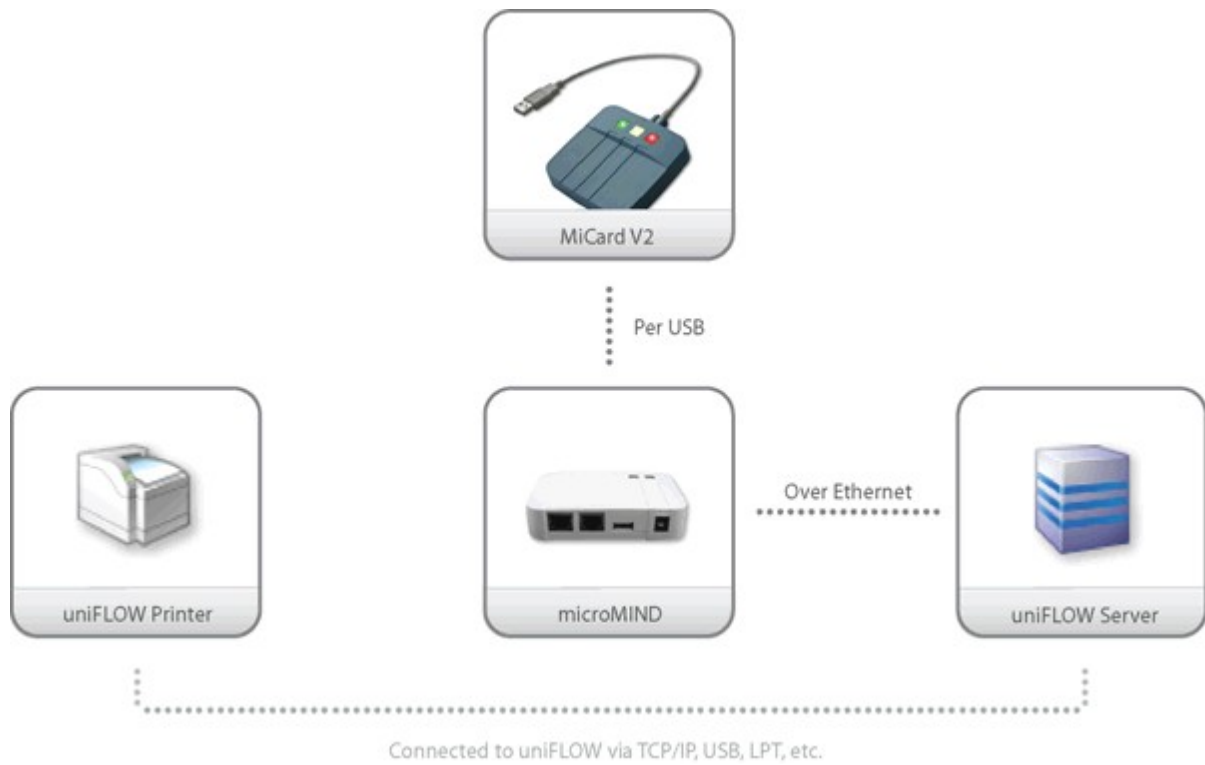 MiCard V2
Per USB
Over Ethernet
uniFLOW Printer
microMIND
uniFLOW Server
Connected to uniFLOW via TCP/IP, USB, LPT, etc.